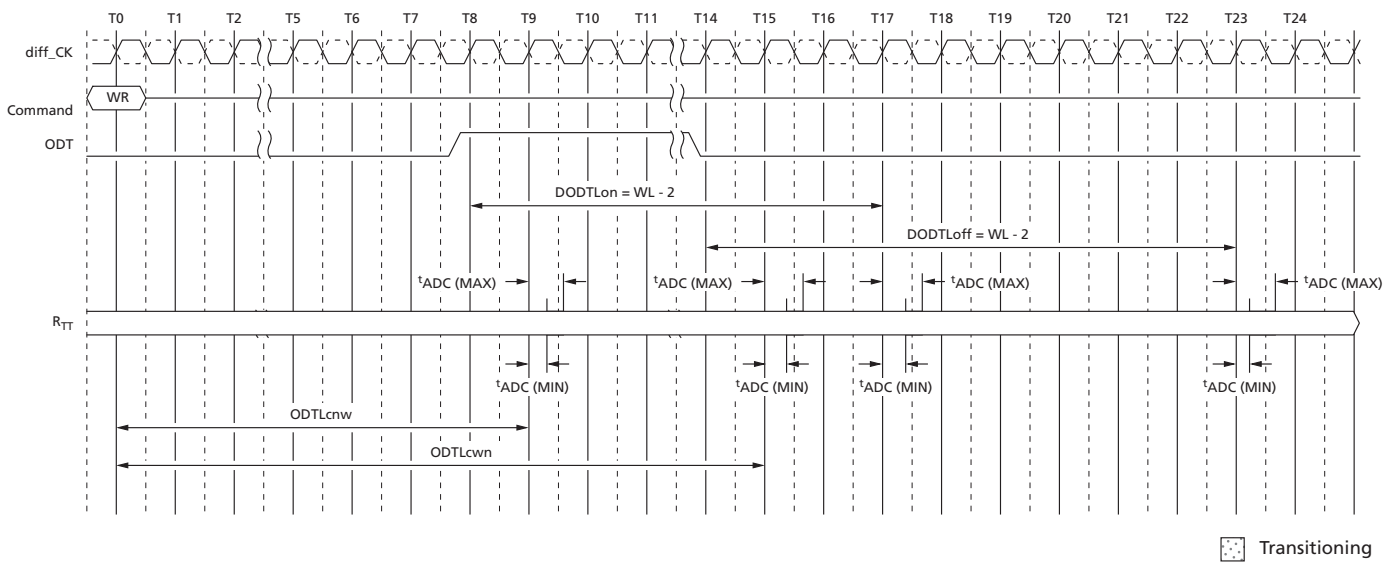 T0 T1 T2 T5 T6 T7 T8 T9 T10 T11 T14 T15 T16 T17 T18 T19 T20 T21 T22 T23 T24
diff_CK
WR
Command
ODT
DODTLon = WL - 2
DODTLoff = WL - 2
tADC (MAX) tADC (MAX) tADC (MAX) tADC (MAX)
RTT
tADC (MIN) tADC (MIN) tADC (MIN) tADC (MIN)
ODTLcnw
ODTLcwn
Transitioning